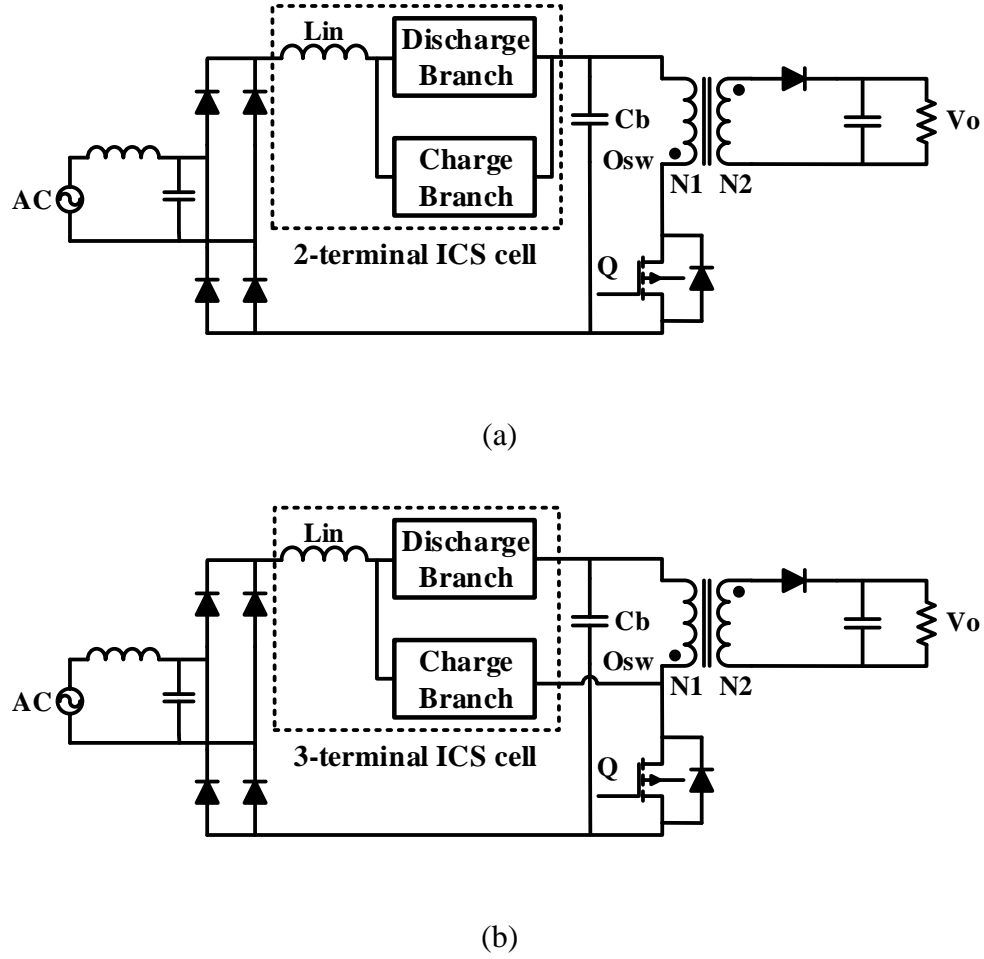 Lin
Discharge
Branch
Charge
Branch
Cb
Osw
N1 N2
Vo
AC
2-terminal ICS cell
Q
(a)
Lin
Discharge
Branch
Charge
Branch
Cb
Osw
N1 N2
Vo
AC
3-terminal ICS cell
Q
(b)